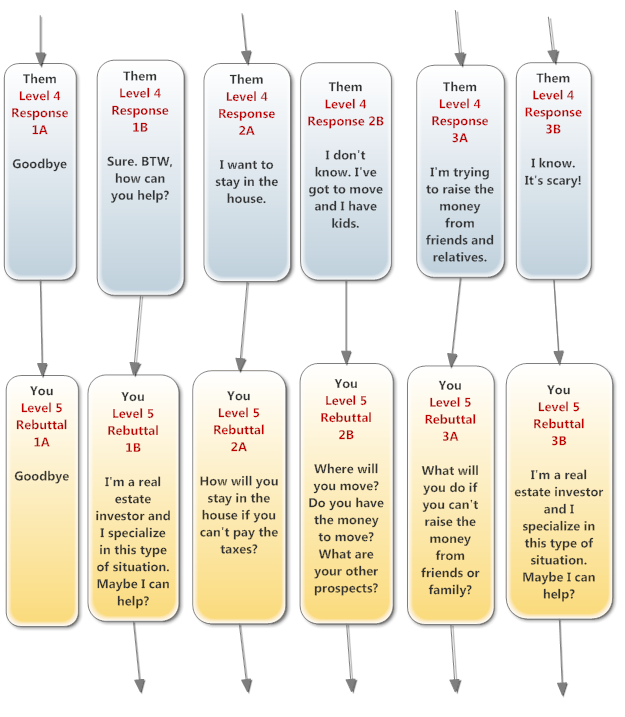 Them
Level 4
Response
1A
Goodbye
Them
Level 4
Response
1B
Sure. BTW,
how can
you help?
Them
Level 4
Response
2A
I want to
stay in the
house.
Them
Level 4
Response 2B
I don't
know. I've
got to move
and I have
kids.
Them
Level 4
Response
3A
I'm trying
to raise the
money
from
friends and
relatives.
Them
Level 4
Response
3B
I know.
It's scary!
You
Level 5
Rebuttal
1A
Goodbye
You
Level 5
Rebuttal
1B
I'm a real
estate
investor and
I specialize
in this type
of situation.
Maybe I can
help?
You
Level 5
Rebuttal
2A
How will you
stay in the
house if you
can't pay the
taxes?
You
Level 5
Rebuttal
2B
Where will
you move?
Do you have
the money
to move?
What are
your other
prospects?
You
Level 5
Rebuttal
3A
What will
you do if
you can't
raise the
money
from
friends or
family?
You
Level 5
Rebuttal
3B
I'm a real
estate investor
and I
specialize in
this type of
situation.
Maybe I can
help?